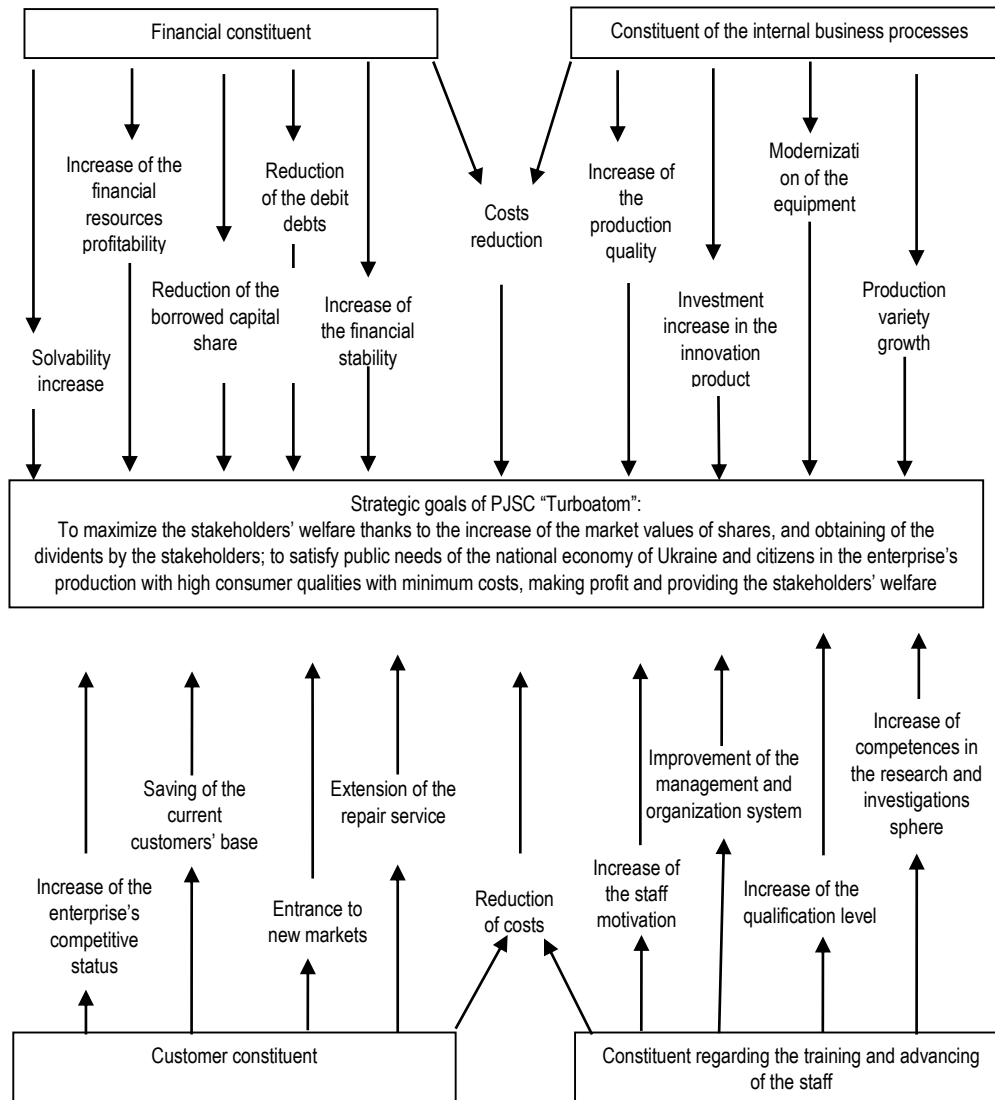 Financial constituent
Constituent of the internal business processes
Increase of the
financial
resources
profitability
Reduction
of the debit
debts
Costs
reduction
Increase of
the
production
quality
Modernizati
on of the
equipment
Solvability
increase
Reduction of the
borrowed capital
share
Increase of
the financial
stability
Investment
increase in the
innovation
product
Production
variety
growth
Strategic goals of PJSC “Turboatom”:
To maximize the stakeholders’ welfare thanks to the increase of the market values of shares, and obtaining of the
dividents by the stakeholders; to satisfy public needs of the national economy of Ukraine and citizens in the enterprise’s
production with high consumer qualities with minimum costs, making profit and providing the stakeholders’ welfare
Saving of the
current
customers’ base
Extension of the
repair service
Improvement of the
management and
organization system
Increase of
competences in
the research and
investigations
sphere
Increase of the
enterprise’s
competitive
status
Entrance to
new markets
Reduction
of costs
Increase of
the staff
motivation
Increase of the
qualification level
Customer constituent
Constituent regarding the training and advancing
of the staff